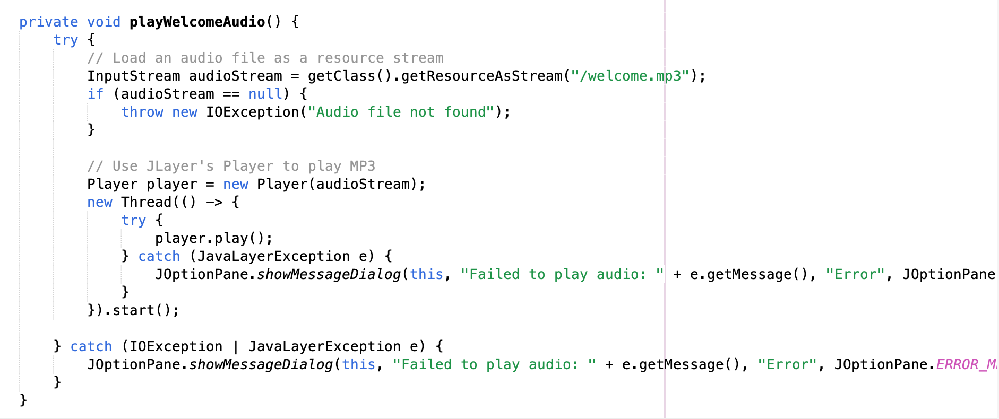 private void playWelcomeAudio() {
    try {
        // Load an audio file as a resource stream
        InputStream audioStream = getClass().getResourceAsStream("/welcome.mp3");
        if (audioStream == null) {
            throw new IOException("Audio file not found");
        }

        // Use JLayer's Player to play MP3
        Player player = new Player(audioStream);
        new Thread(() -> {
            try {
                player.play();
            } catch (JavaLayerException e) {
                JOptionPane.showMessageDialog(this, "Failed to play audio: " + e.getMessage(), "Error", JOptionPane
            }
        }).start();

    } catch (IOException | JavaLayerException e) {
        JOptionPane.showMessageDialog(this, "Failed to play audio: " + e.getMessage(), "Error", JOptionPane.ERROR_M
    }
}